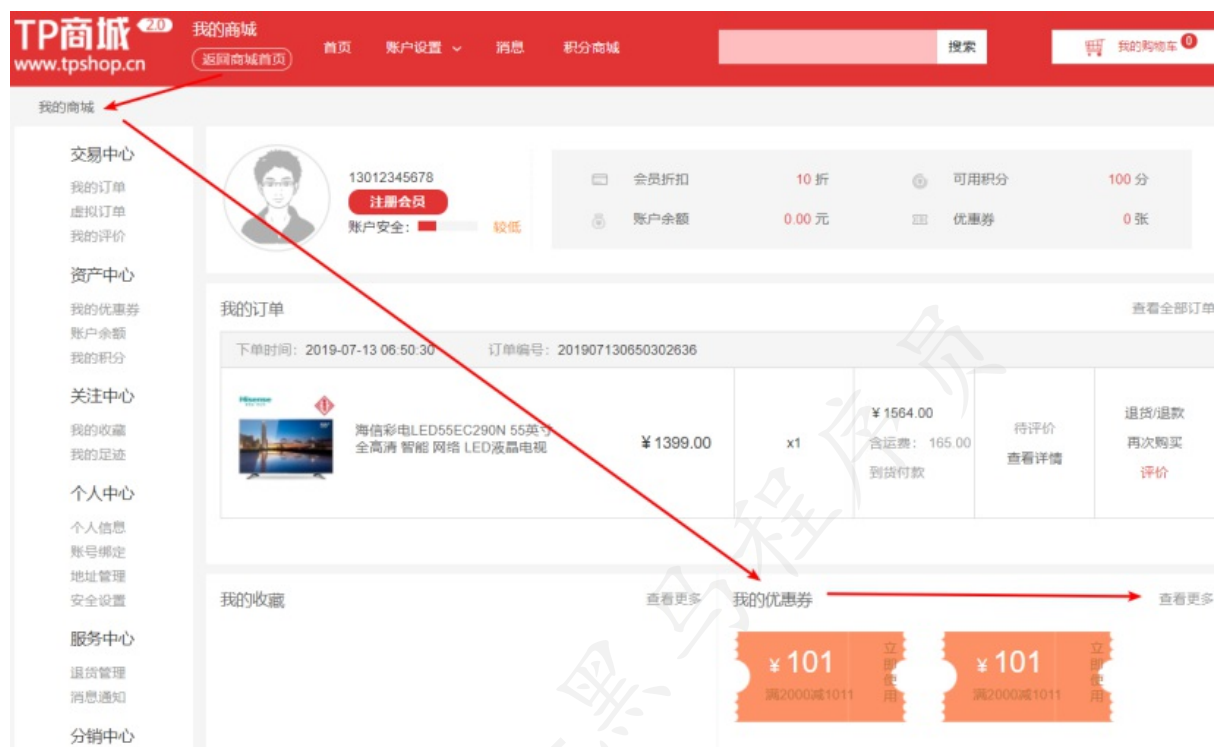 TP商城 2.0
www.tpshop.cn
我的商城
返回商城首页
首页 账户设置 消息 积分商城
搜索
我的购物车 0
我的商城
交易中心
我的订单
虚拟订单
我的评价
资产中心
我的优惠券
账户余额
我的积分
关注中心
我的收藏
我的足迹
个人中心
个人信息
账号绑定
地址管理
安全设置
服务中心
退货管理
消息通知
分销中心
13012345678
注册会员
账户安全: 较低
会员折扣 10 折
可用积分 100 分
账户余额 0.00 元
优惠券 0 张
我的订单 查看全部订单
下单时间: 2019-07-13 06:50:30 订单编号: 201907130650302636
Hisense
海信彩电LED55EC290N 55英寸
全高清 智能 网络 LED液晶电视
¥ 1399.00
x1
¥ 1564.00
含运费: 165.00
到货付款
待评价
查看详情
退货/退款
再次购买
评价
我的收藏 查看更多
我的优惠券 查看更多
¥ 101
满2000减1011
立即使用
¥ 101
满2000减1011
立即使用
黑马程序员